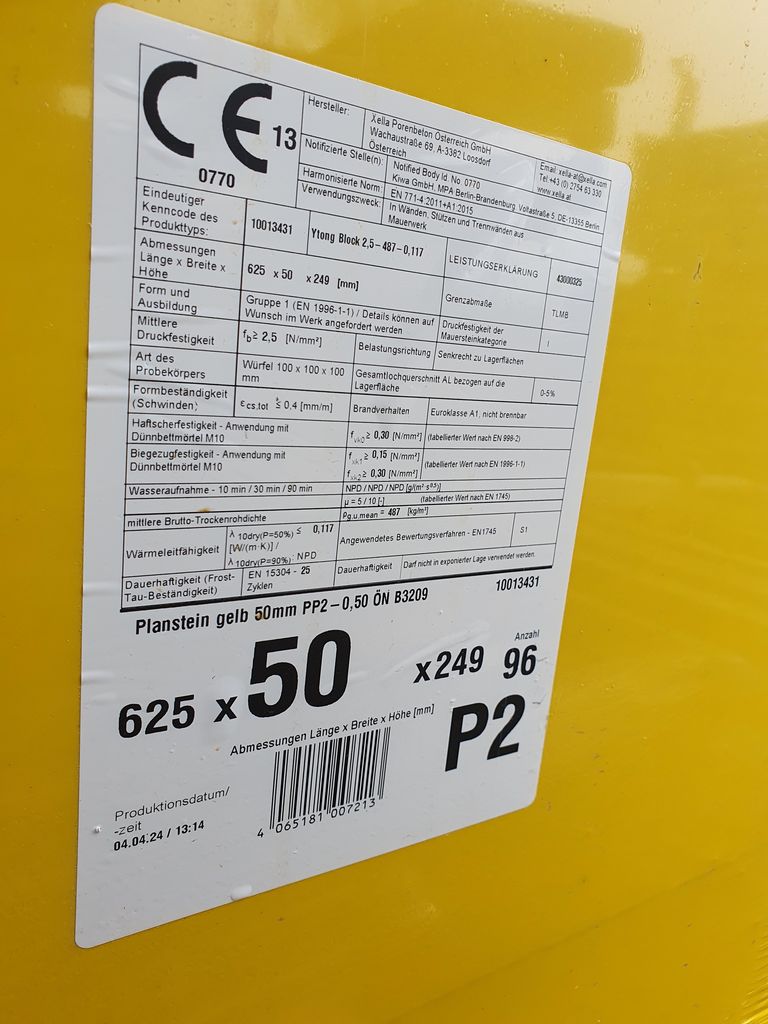 CE 13
0770
Hersteller:
Xella Porenbeton Österreich GmbH
Wachaustraße 69, A-3382 Loosdorf
Österreich
Email: xella-at@xella.com
Tel.+43 (0) 2754 63 330
www.xella.at
Notifizierte Stelle(n):
Notified Body Id. No. 0770
Kiwa GmbH, MPA Berlin-Brandenburg, Voltastraße 5, DE-13355 Berlin
Harmonisierte Norm:
EN 771-4:2011+A1:2015
Verwendungszweck:
In Wänden, Stützen und Trennwänden aus
Mauerwerk
Eindeutiger
Kenncode des
Produkttyps:
10013431
Ytong Block 2,5-487-0,117
LEISTUNGSERKLÄRUNG
43000325
Abmessungen
Länge x Breite x
Höhe
625 x 50 x 249 [mm]
Grenzabmaße
TLMB
Form und
Ausbildung
Gruppe 1 (EN 1996-1-1) / Details können auf
Wunsch im Werk angefordert werden
Druckfestigkeit der
Mauersteinkategorie
I
Mittlere
Druckfestigkeit
fb≥ 2,5 [N/mm²]
Belastungsrichtung
Senkrecht zu Lagerflächen
Art des
Probekörpers
Würfel 100 x 100 x 100
mm
Gesamtlochquerschnitt AL bezogen auf die
Lagerfläche
0-5%
Formbeständigkeit
(Schwinden)
εcs,tot ≤ 0,4 [mm/m]
Brandverhalten
Euroklasse A1, nicht brennbar
Haftscherfestigkeit - Anwendung mit
Dünnbettmörtel M10
fvk0≥ 0,30 [N/mm²]
(tabellierter Wert nach EN 998-2)
Biegezugfestigkeit - Anwendung mit
Dünnbettmörtel M10
fxk1≥ 0,15 [N/mm²]
fxk2≥ 0,30 [N/mm²]
(tabellierter Wert nach EN 1996-1-1)
Wasseraufnahme - 10 min / 30 min / 90 min
NPD / NPD / NPD [g/(m²·s⁰·⁵)]
µ = 5 / 10 [-]
(tabellierter Wert nach EN 1745)
mittlere Brutto-Trockenrohdichte
ρg,u,mean = 487 [kg/m³]
Wärmeleitfähigkeit
λ 10dry(P=50%) ≤ 0,117
[W/(m·K)] /
λ 10dry(P=90%): NPD
Angewendetes Bewertungsverfahren - EN1745
S1
Dauerhaftigkeit (Frost-
Tau-Beständigkeit)
EN 15304 - 25
Zyklen
Dauerhaftigkeit
Darf nicht in exponierter Lage verwendet werden.
Planstein gelb 50mm PP2-0,50 ÖN B3209
10013431
Anzahl
625 x 50 x 249 96
Abmessungen Länge x Breite x Höhe [mm]
P2
Produktionsdatum/
-zeit
04.04.24 / 13:14
4 065181 007213